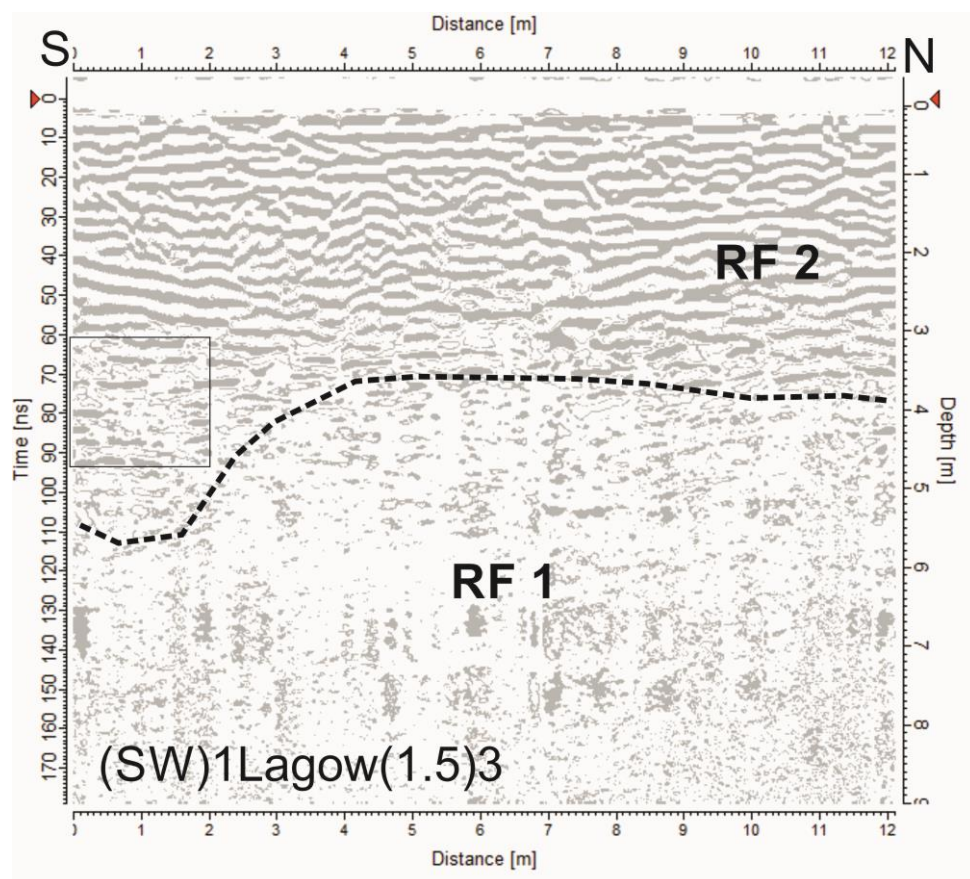 Distance [m]
S N
0 1 2 3 4 5 6 7 8 9 10 11 12
0
10
20
30
40
50
60
70
80
90
100
110
120
130
140
150
160
170
Time [ns]
0
1
2
3
4
5
6
7
8
9
Depth [m]
RF 2
RF 1
(SW)1Lagow(1.5)3
0 1 2 3 4 5 6 7 8 9 10 11 12
Distance [m]